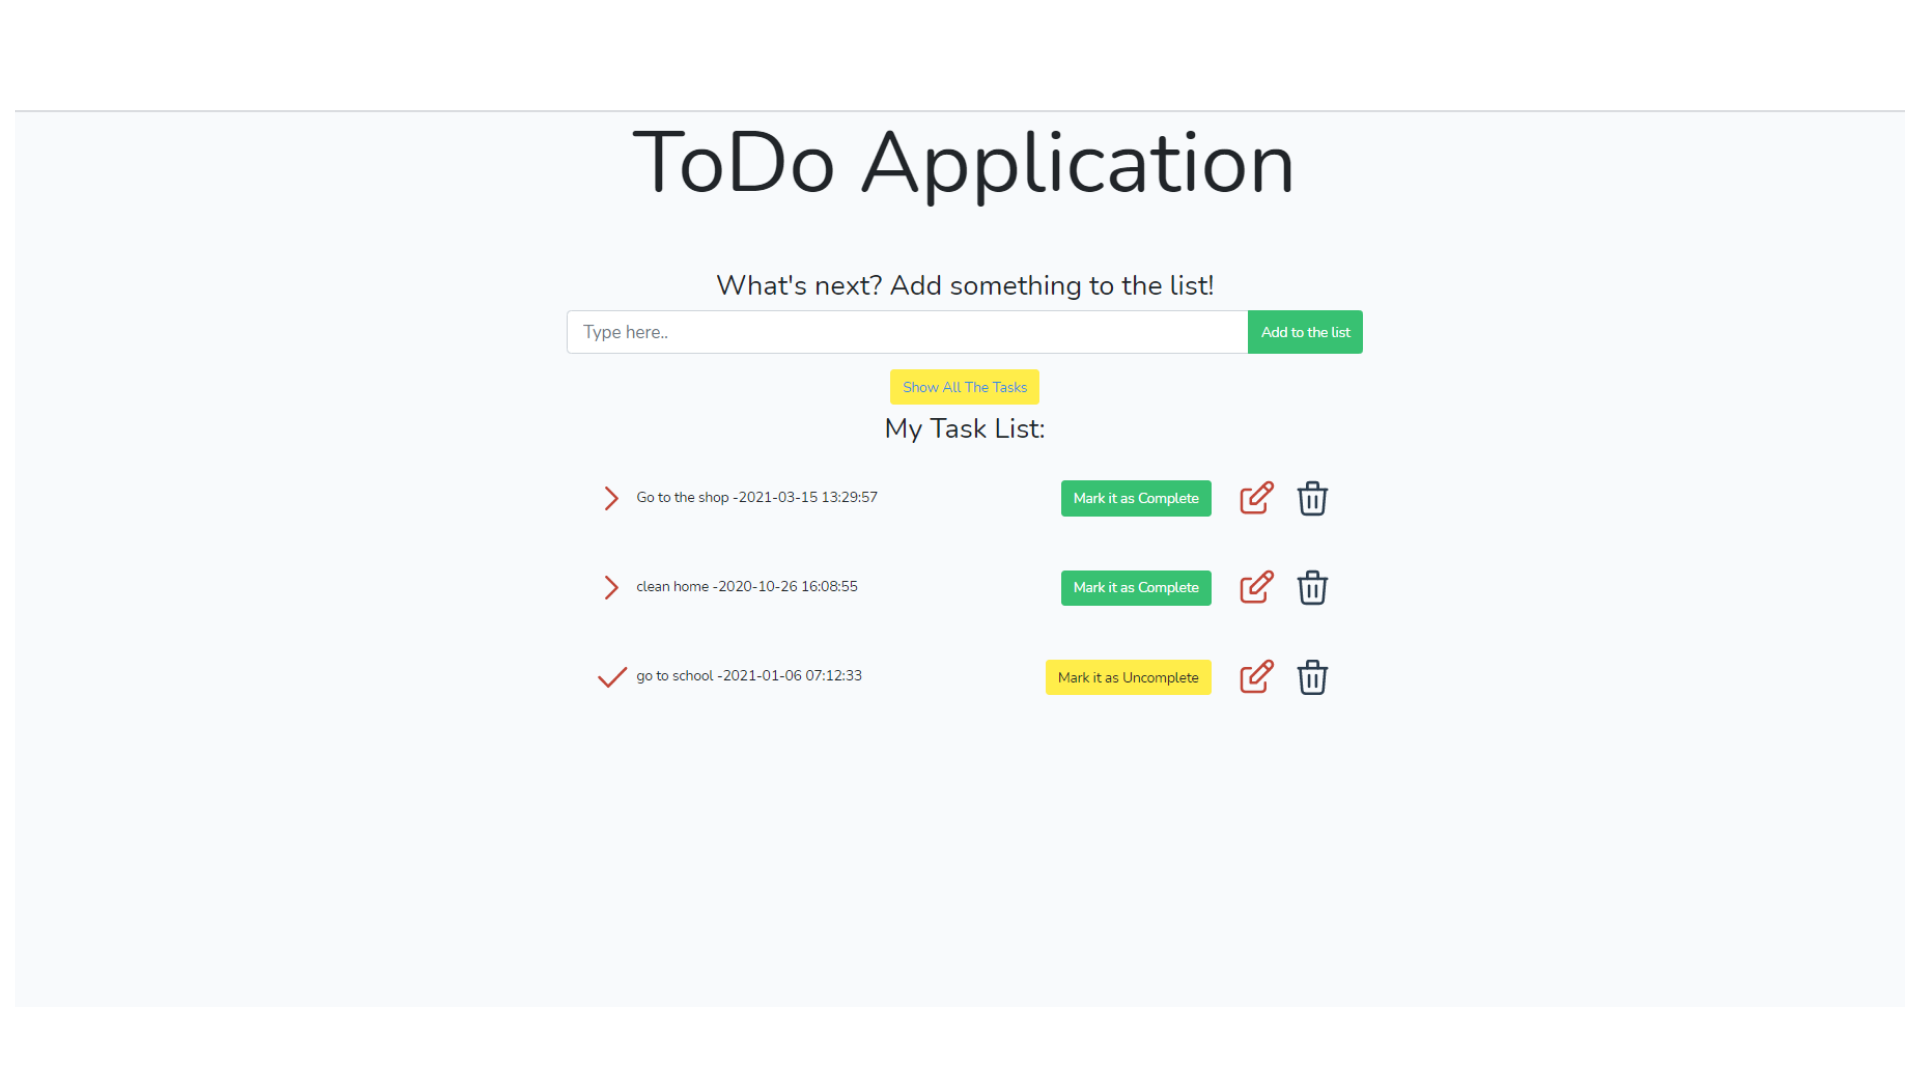 ToDo Application
What's next? Add something to the list!
Type here.. Add to the list
Show All The Tasks
My Task List:
Go to the shop -2021-03-15 13:29:57 Mark it as Complete
clean home -2020-10-26 16:08:55 Mark it as Complete
go to school -2021-01-06 07:12:33 Mark it as Uncomplete